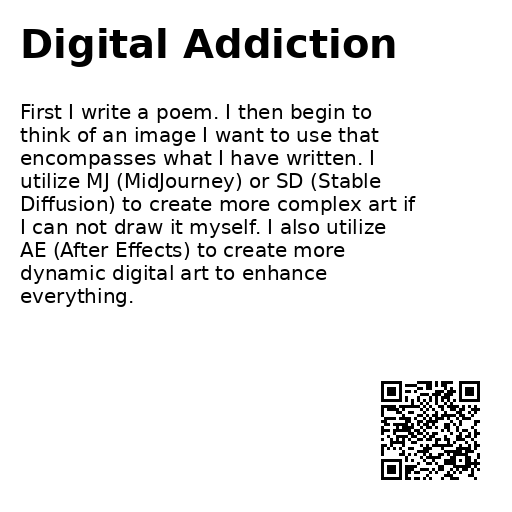 Digital Addiction
First I write a poem. I then begin to
think of an image I want to use that
encompasses what I have written. I
utilize MJ (MidJourney) or SD (Stable
Diffusion) to create more complex art if
I can not draw it myself. I also utilize
AE (After Effects) to create more
dynamic digital art to enhance
everything.